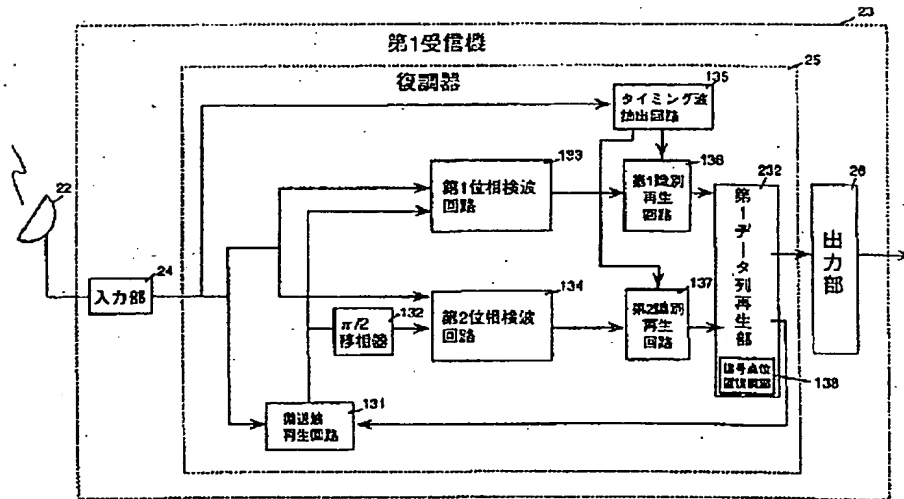 23
第1受信機
25
復調器
135
タイミング波
抽出回路
133
第1位相検波
回路
136
第1識別
再生
回路
232
第1データ列再生部
26
出力部
22
24
入力部
134
第2位相検波
回路
137
第2識別
再生
回路
132
π/2
移相器
138
131
再生回路